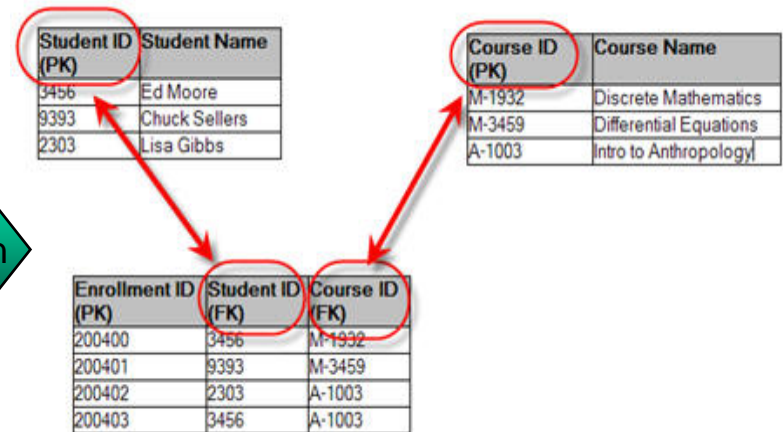 Student ID Student Name
(PK)
3456 Ed Moore
9393 Chuck Sellers
2303 Lisa Gibbs
Course ID Course Name
(PK)
M-1932 Discrete Mathematics
M-3459 Differential Equations
A-1003 Intro to Anthropology
n
Enrollment ID Student ID Course ID
(PK) (FK) (FK)
200400 3456 M-1932
200401 9393 M-3459
200402 2303 A-1003
200403 3456 A-1003